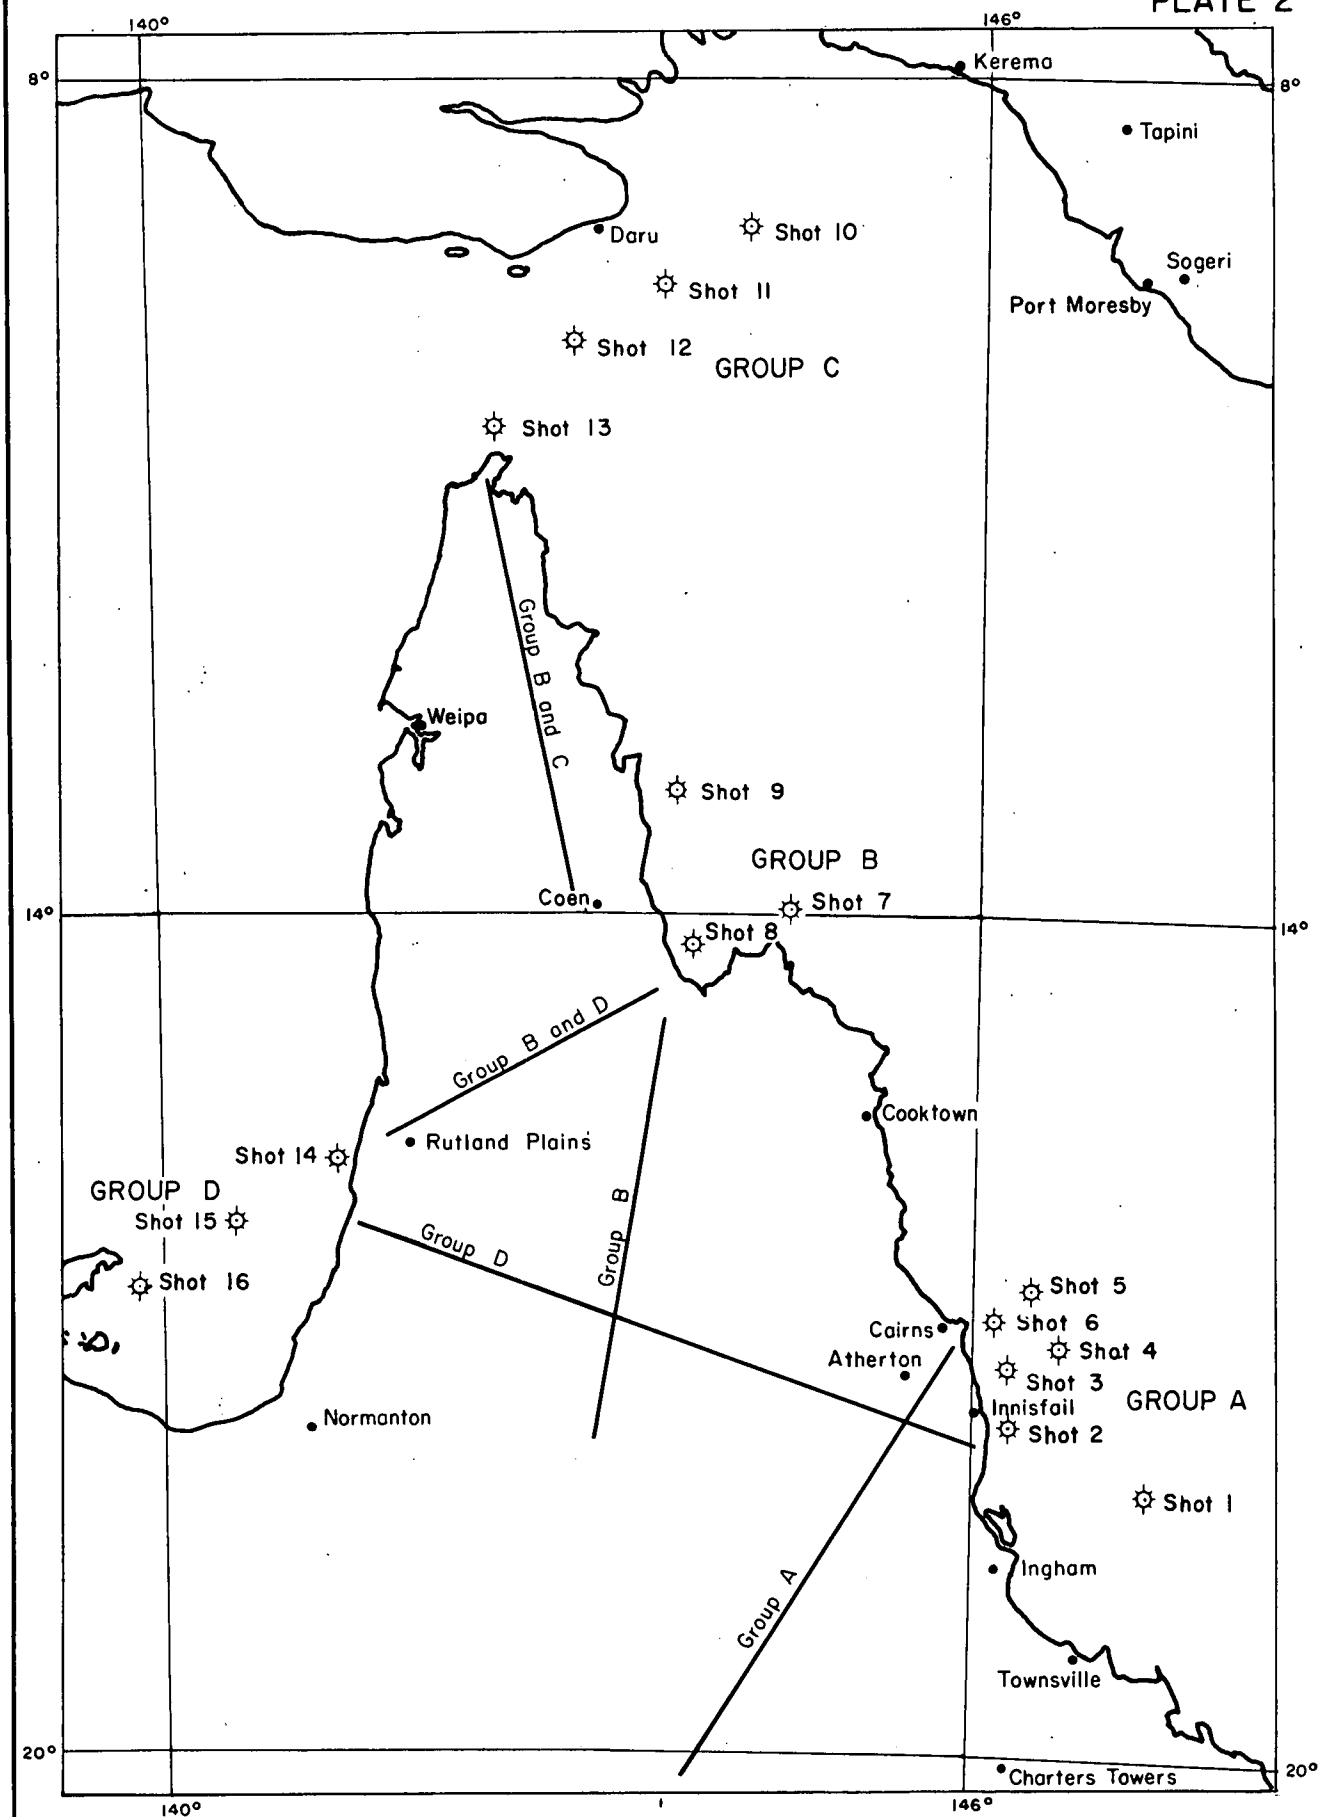 PLATE 2
140°
146°
8°
8°
Kerema
Tapini
Daru
Shot 10
Sogeri
Shot 11
Port Moresby
Shot 12
GROUP C
Shot 13
Group B and C
Weipa
Shot 9
GROUP B
Coen
Shot 7
14°
14°
Shot 8
Group B and D
Cooktown
Rutland Plains
Shot 14
GROUP D
Shot 15
Group B
Group D
Shot 16
Shot 5
Shot 6
Cairns
Shot 4
Atherton
Shot 3
GROUP A
Innisfail
Normanton
Shot 2
Shot 1
Ingham
Group A
Townsville
20°
20°
Charters Towers
140°
146°